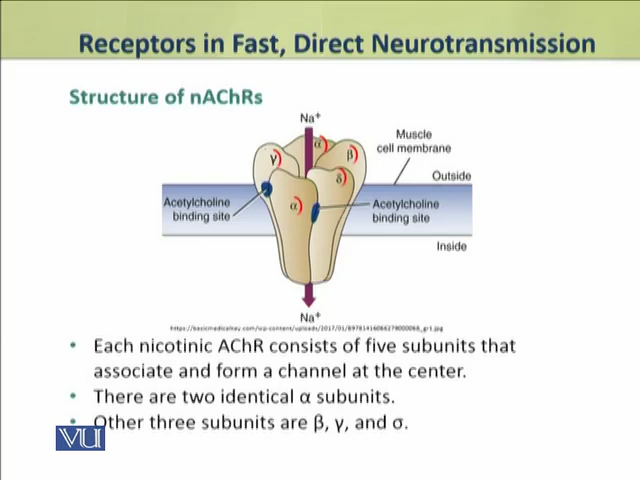 Receptors in Fast, Direct Neurotransmission
Structure of nAChRs
Na⁺
Muscle
cell membrane
α
γ
β
δ
Outside
Acetylcholine
binding site
α
Acetylcholine
binding site
Inside
Na⁺
• Each nicotinic AChR consists of five subunits that
associate and form a channel at the center.
• There are two identical α subunits.
• Other three subunits are β, γ, and σ.
VU